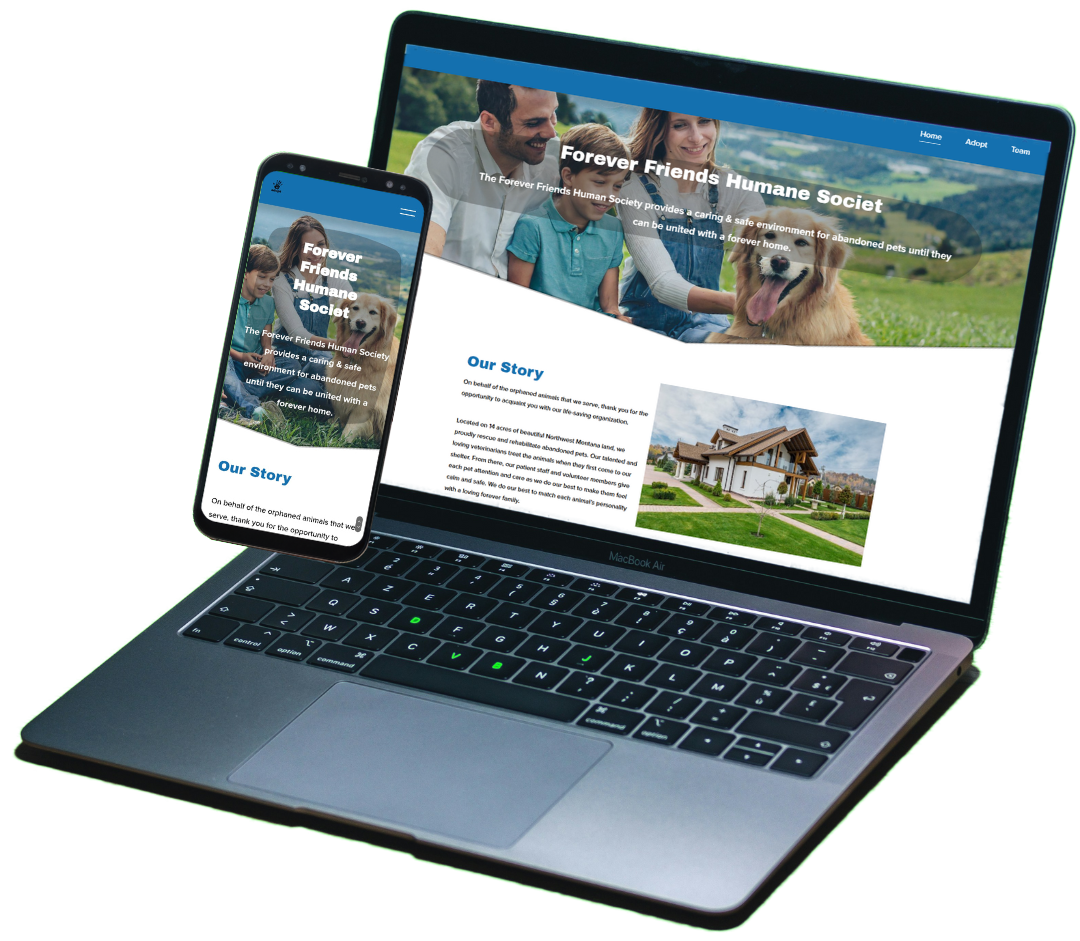 Home
Adopt
Team
Forever Friends Humane Societ
The Forever Friends Human Society provides a caring & safe environment for abandoned pets until they
can be united with a forever home.
Our Story
On behalf of the orphaned animals that we serve, thank you for the
opportunity to acquaint you with our life-saving organization.
Located on 14 acres of beautiful Northwest Montana land, we
proudly rescue and rehabilitate abandoned pets. Our talented and
loving veterinarians treat the animals when they first come to our
shelter. From there, our patient staff and volunteer members give
each pet attention and care as we do our best to make them feel
calm and safe. We do our best to match each animal's personality
with a loving forever family.
Forever
Friends
Humane
Societ
The Forever Friends Human Society
provides a caring & safe
environment for abandoned pets
until they can be united with a
forever home.
Our Story
On behalf of the orphaned animals that we
serve, thank you for the opportunity to
MacBook Air
A Z E R T Y U I O P
Q S D F G H J K L M
W X C V B N
fn control option command command option